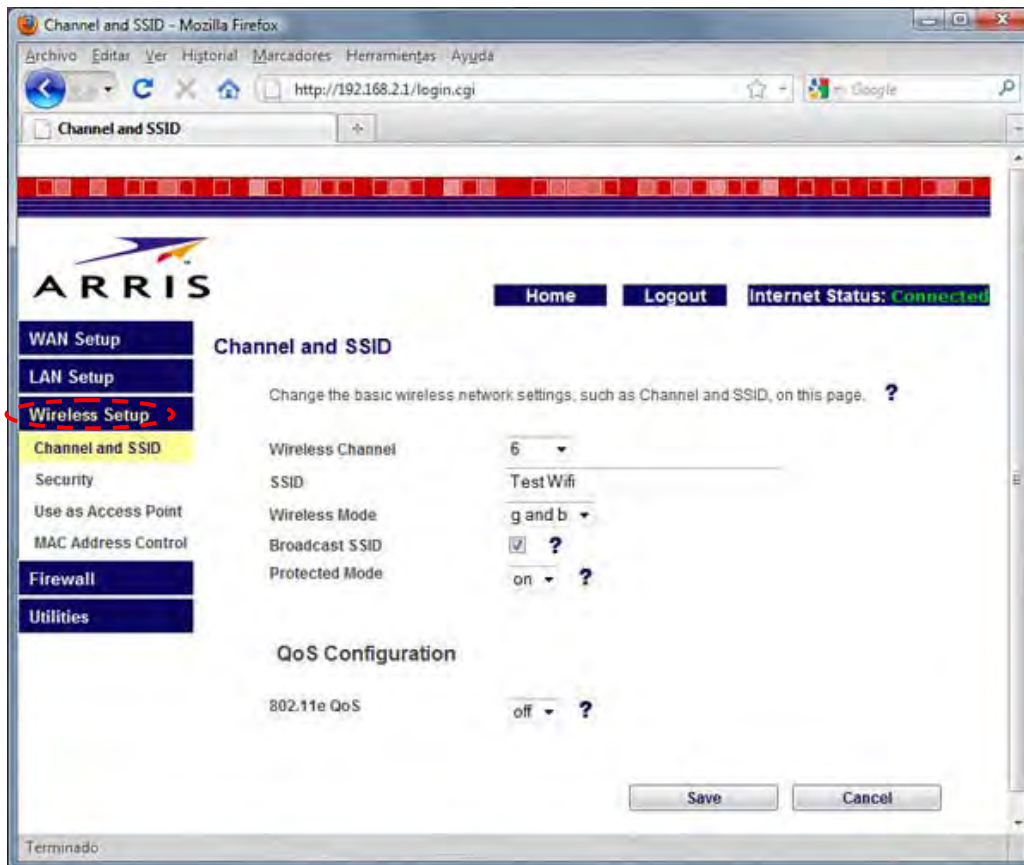 Channel and SSID - Mozilla Firefox
Archivo Editar Ver Historial Marcadores Herramientas Ayuda
http://192.168.2.1/login.cgi
Google
Channel and SSID
ARRIS
Home Logout Internet Status: Connected
WAN Setup
LAN Setup
Wireless Setup
Channel and SSID
Security
Use as Access Point
MAC Address Control
Firewall
Utilities
Channel and SSID
Change the basic wireless network settings, such as Channel and SSID, on this page. ?
Wireless Channel 6
SSID Test Wifi
Wireless Mode g and b
Broadcast SSID ?
Protected Mode on ?
QoS Configuration
802.11e QoS off ?
Save Cancel
Terminado